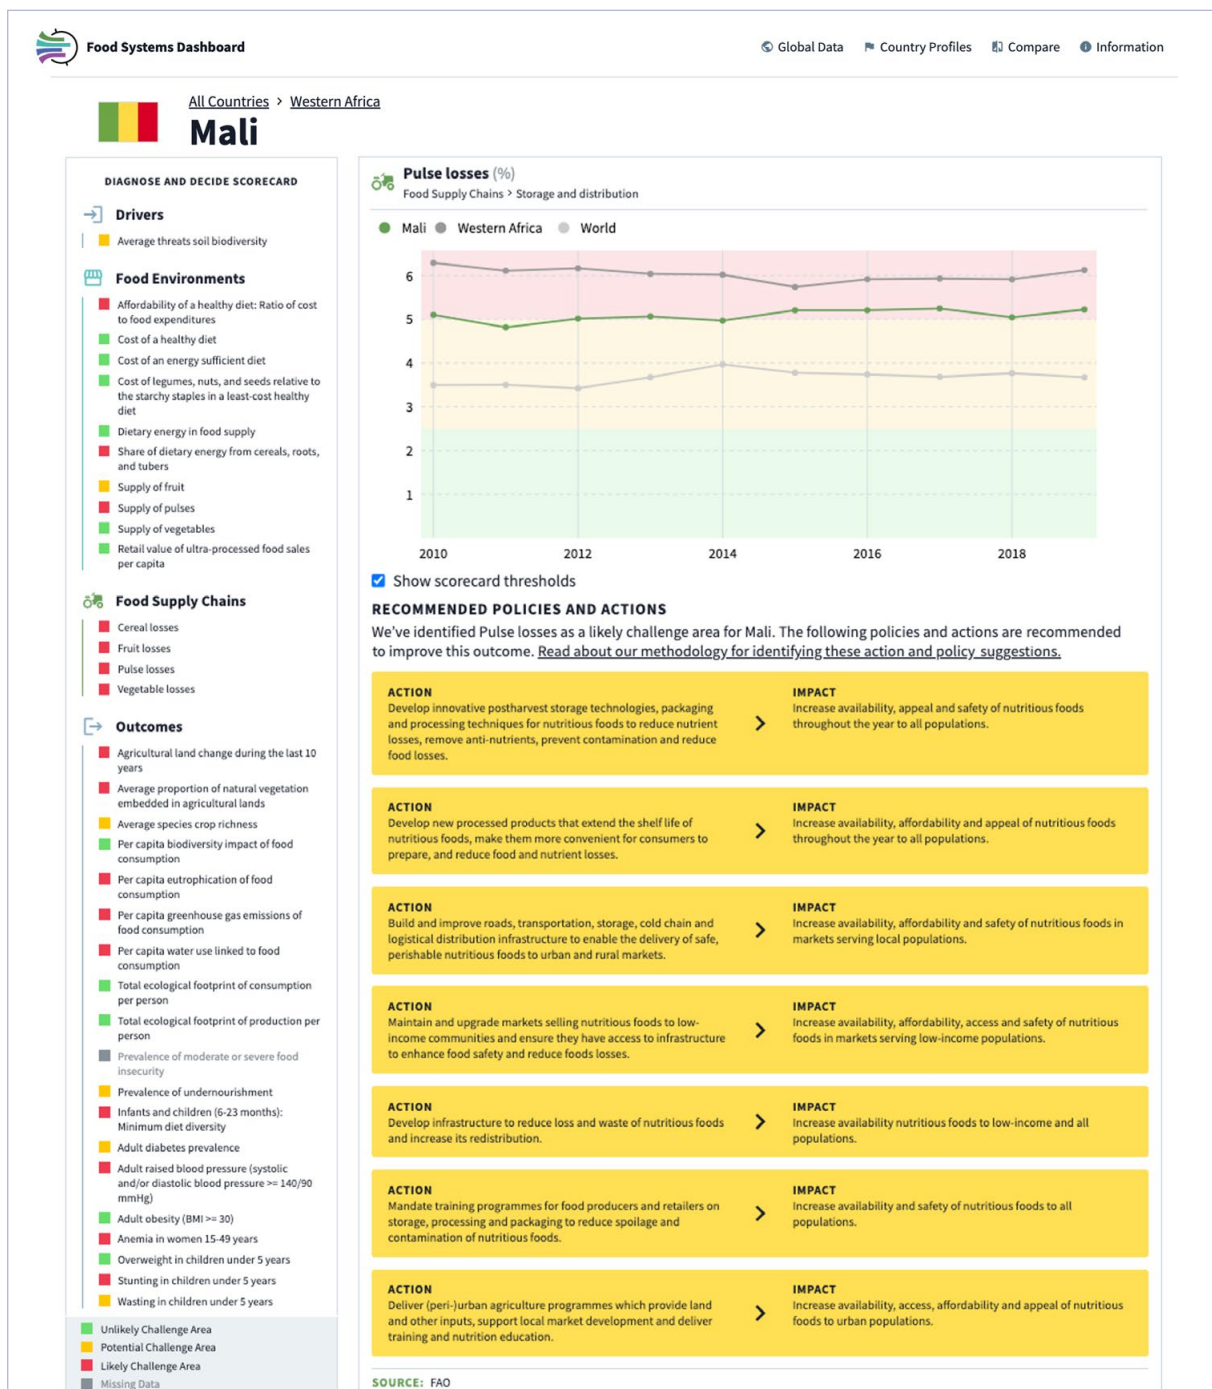 Food Systems Dashboard
Global Data
Country Profiles
Compare
Information
All Countries > Western Africa
Mali
DIAGNOSE AND DECIDE SCORECARD
Drivers
Average threats soil biodiversity
Food Environments
Affordability of a healthy diet: Ratio of cost
to food expenditures
Cost of a healthy diet
Cost of an energy sufficient diet
Cost of legumes, nuts, and seeds relative to
the starchy staples in a least-cost healthy
diet
Dietary energy in food supply
Share of dietary energy from cereals, roots,
and tubers
Supply of fruit
Supply of pulses
Supply of vegetables
Retail value of ultra-processed food sales
per capita
Food Supply Chains
Cereal losses
Fruit losses
Pulse losses
Vegetable losses
Outcomes
Agricultural land change during the last 10
years
Average proportion of natural vegetation
embedded in agricultural lands
Average species crop richness
Per capita biodiversity impact of food
consumption
Per capita eutrophication of food
consumption
Per capita greenhouse gas emissions of
food consumption
Per capita water use linked to food
consumption
Total ecological footprint of consumption
per person
Total ecological footprint of production per
person
Prevalence of moderate or severe food
insecurity
Prevalence of undernourishment
Infants and children (6-23 months):
Minimum diet diversity
Adult diabetes prevalence
Adult raised blood pressure (systolic
and/or diastolic blood pressure >= 140/90
mmHg)
Adult obesity (BMI >= 30)
Anemia in women 15-49 years
Overweight in children under 5 years
Stunting in children under 5 years
Wasting in children under 5 years
Unlikely Challenge Area
Potential Challenge Area
Likely Challenge Area
Missing Data
Pulse losses (%)
Food Supply Chains > Storage and distribution
Mali
Western Africa
World
6
5
4
3
2
1
2010
2012
2014
2016
2018
Show scorecard thresholds
RECOMMENDED POLICIES AND ACTIONS
We've identified Pulse losses as a likely challenge area for Mali. The following policies and actions are recommended
to improve this outcome. Read about our methodology for identifying these action and policy suggestions.
ACTION
Develop innovative postharvest storage technologies, packaging
and processing techniques for nutritious foods to reduce nutrient
losses, remove anti-nutrients, prevent contamination and reduce
food losses.
IMPACT
Increase availability, appeal and safety of nutritious foods
throughout the year to all populations.
ACTION
Develop new processed products that extend the shelf life of
nutritious foods, make them more convenient for consumers to
prepare, and reduce food and nutrient losses.
IMPACT
Increase availability, affordability and appeal of nutritious foods
throughout the year to all populations.
ACTION
Build and improve roads, transportation, storage, cold chain and
logistical distribution infrastructure to enable the delivery of safe,
perishable nutritious foods to urban and rural markets.
IMPACT
Increase availability, affordability and safety of nutritious foods in
markets serving local populations.
ACTION
Maintain and upgrade markets selling nutritious foods to low-
income communities and ensure they have access to infrastructure
to enhance food safety and reduce foods losses.
IMPACT
Increase availability, affordability, access and safety of nutritious
foods in markets serving low-income populations.
ACTION
Develop infrastructure to reduce loss and waste of nutritious foods
and increase its redistribution.
IMPACT
Increase availability nutritious foods to low-income and all
populations.
ACTION
Mandate training programmes for food producers and retailers on
storage, processing and packaging to reduce spoilage and
contamination of nutritious foods.
IMPACT
Increase availability and safety of nutritious foods to all
populations.
ACTION
Deliver (peri-)urban agriculture programmes which provide land
and other inputs, support local market development and deliver
training and nutrition education.
IMPACT
Increase availability, access, affordability and appeal of nutritious
foods to urban populations.
SOURCE: FAO